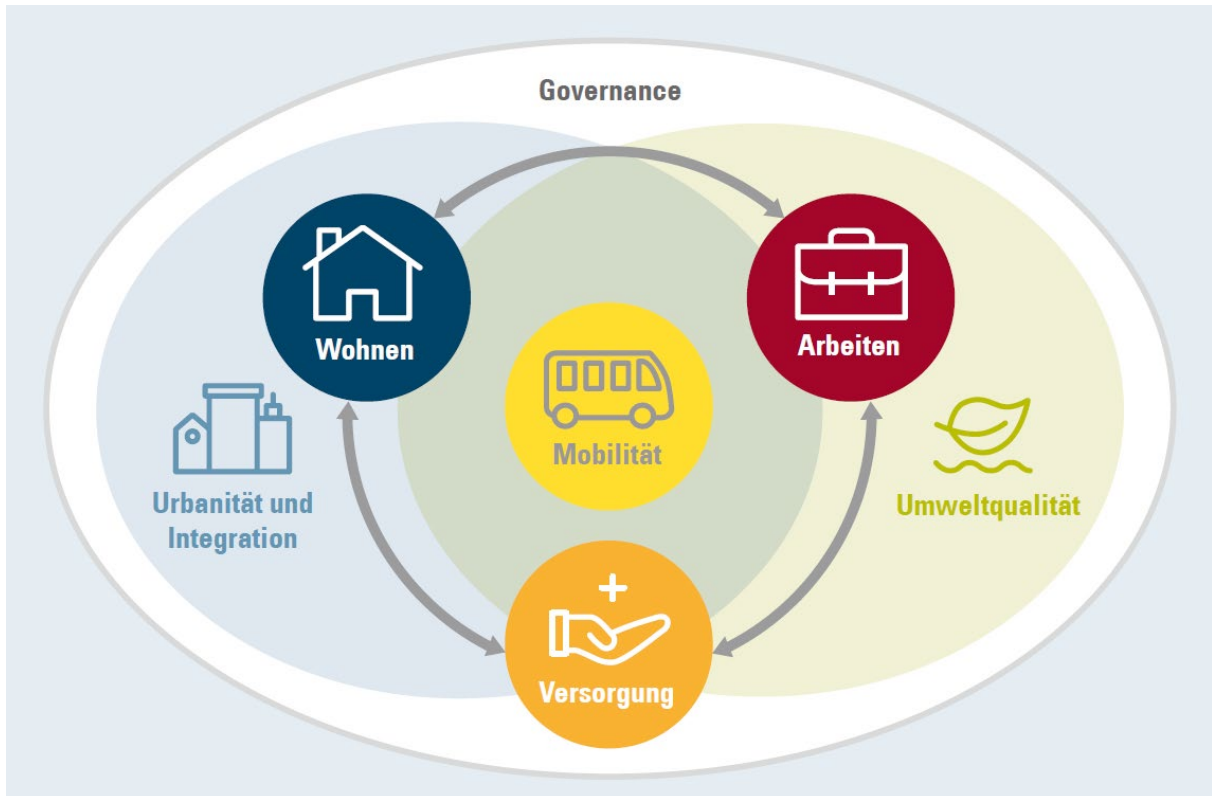 Governance
Wohnen
Arbeiten
Mobilität
Urbanität und
Integration
Umweltqualität
Versorgung